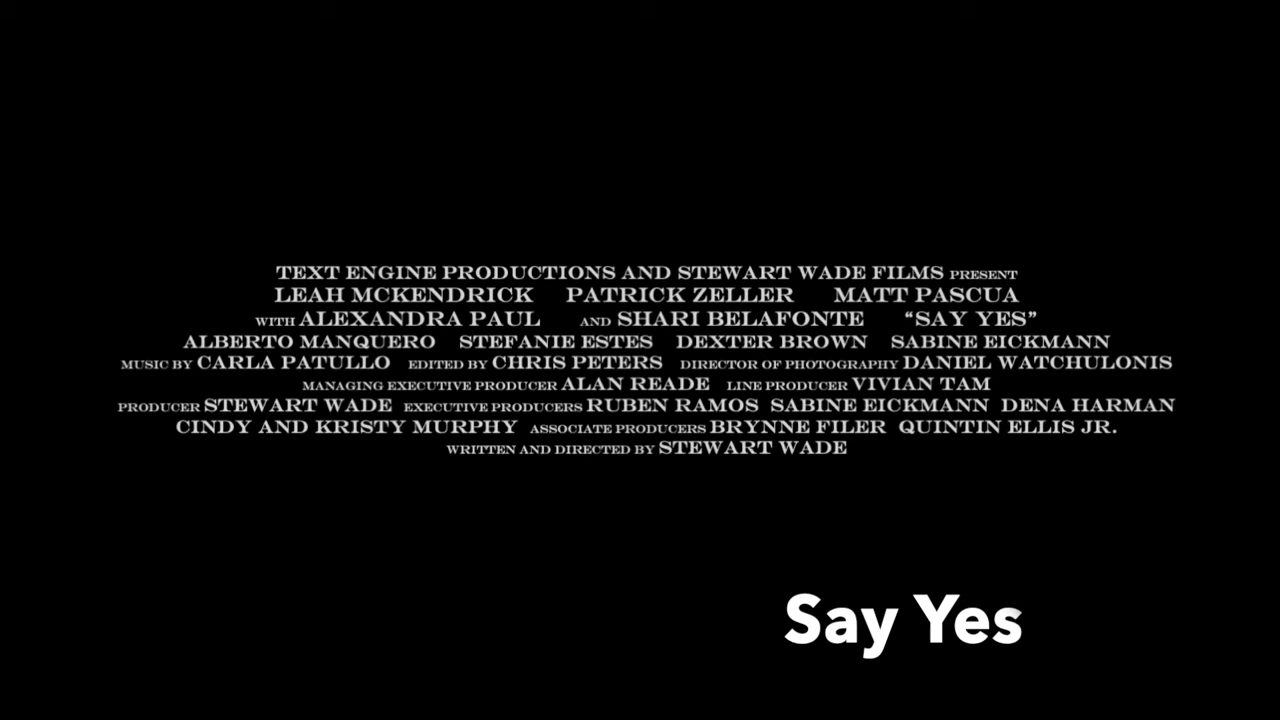 TEXT ENGINE PRODUCTIONS AND STEWART WADE FILMS PRESENT
LEAH MCKENDRICK PATRICK ZELLER MATT PASCUA
WITH ALEXANDRA PAUL AND SHARI BELAFONTE “SAY YES”
ALBERTO MANQUERO STEFANIE ESTES DEXTER BROWN SABINE EICKMANN
MUSIC BY CARLA PATULLO EDITED BY CHRIS PETERS DIRECTOR OF PHOTOGRAPHY DANIEL WATCHULONIS
MANAGING EXECUTIVE PRODUCER ALAN READE LINE PRODUCER VIVIAN TAM
PRODUCER STEWART WADE EXECUTIVE PRODUCERS RUBEN RAMOS SABINE EICKMANN DENA HARMAN
CINDY AND KRISTY MURPHY ASSOCIATE PRODUCERS BRYNNE FILER QUINTIN ELLIS JR.
WRITTEN AND DIRECTED BY STEWART WADE
Say Yes